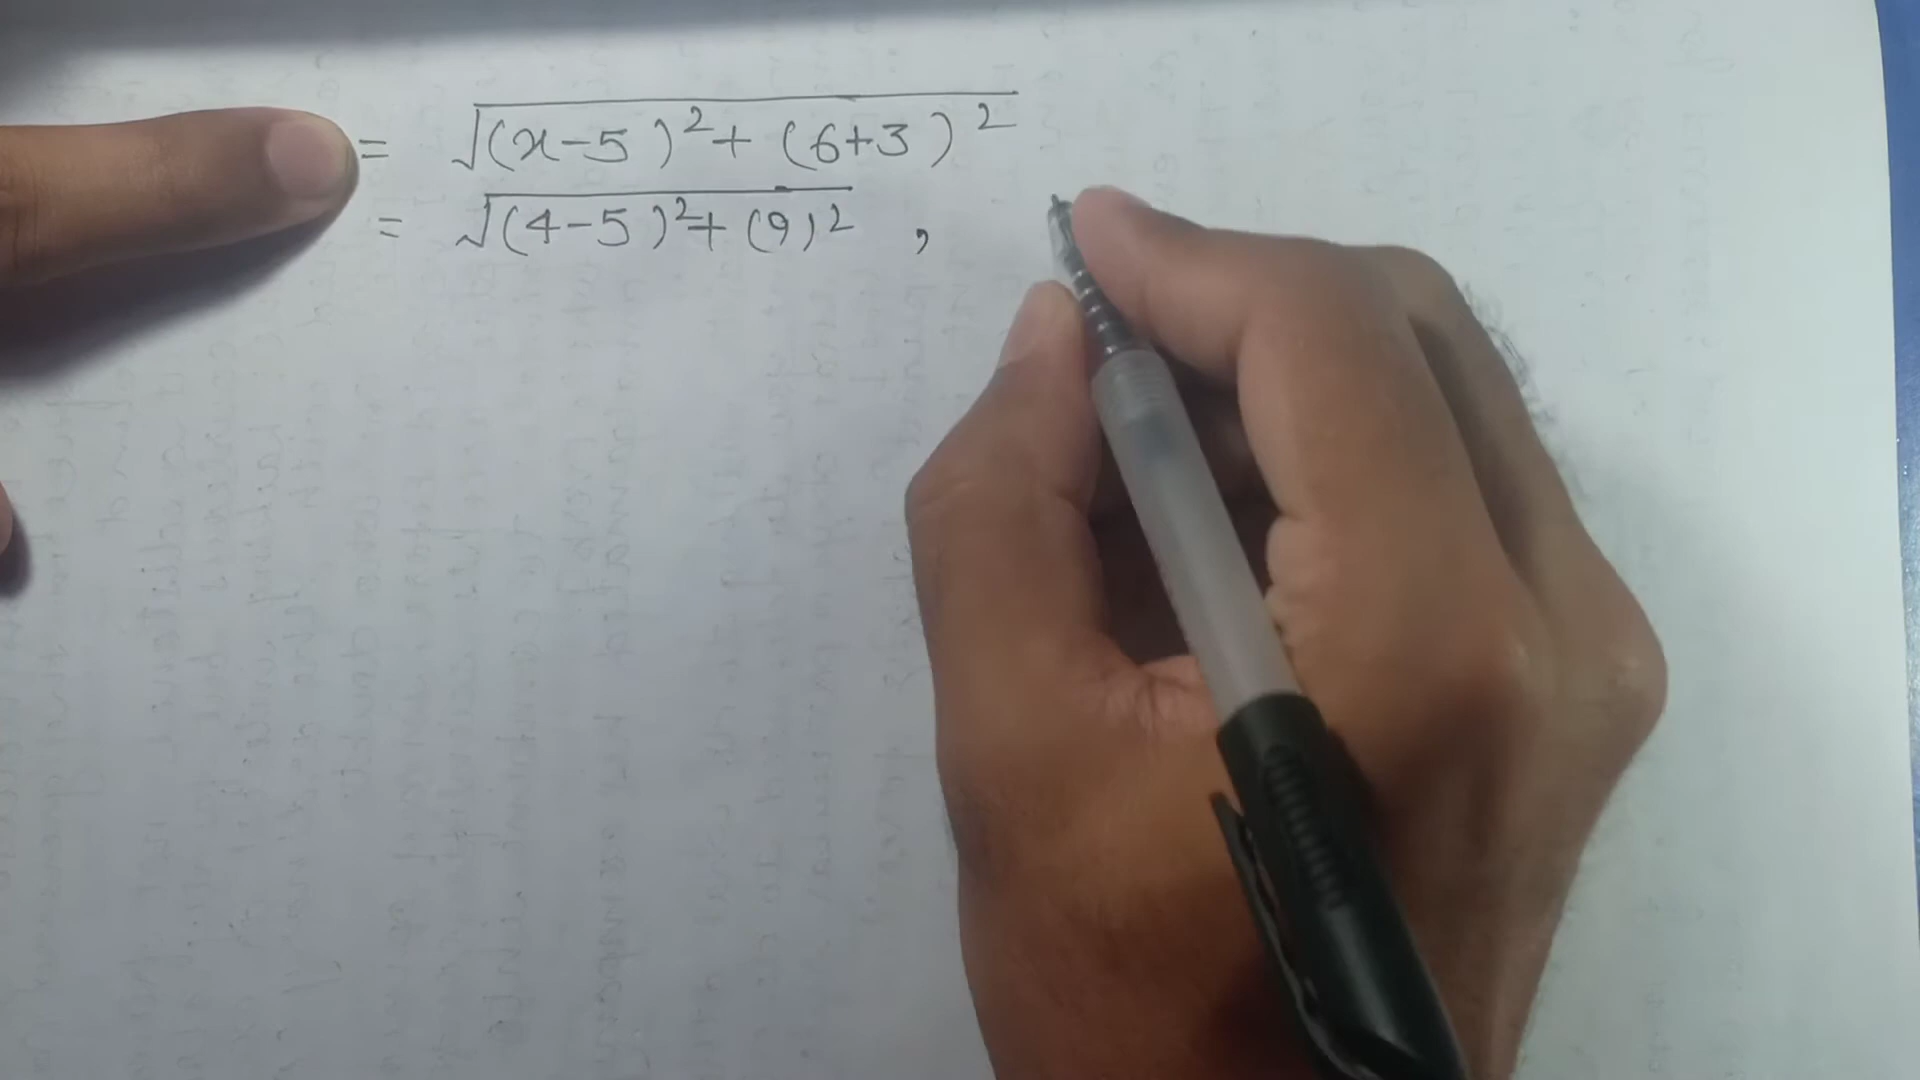 = √(x-5)²+(6+3)²
= √(4-5)²+(9)² ,